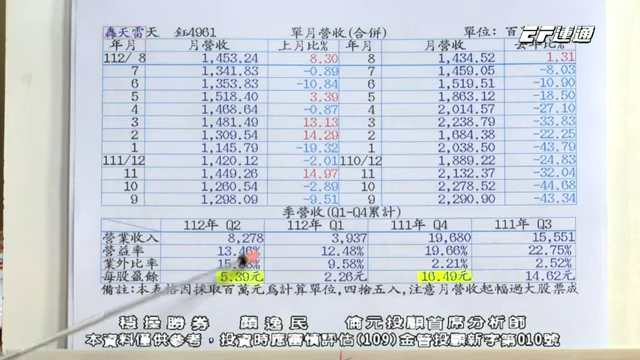 轟天雷天 鈺4961 單月營收(合併) 單位：百
ET 運通
年月 月營收 上月比% 年月 月營收 去年比%
112/ 8 1,453.24 8.30 8 1,434.52 1.31
7 1,341.83 -0.89 7 1,459.05 -8.03
6 1,353.83 -10.84 6 1,519.51 -10.90
5 1,518.40 3.39 5 1,863.12 -18.50
4 1,468.64 -0.87 4 2,014.57 -27.10
3 1,481.49 13.13 3 2,238.79 -33.83
2 1,309.54 14.29 2 1,684.38 -22.25
1 1,145.79 -19.32 1 2,038.50 -43.79
111/12 1,420.12 -2.01 110/12 1,889.22 -24.83
11 1,449.26 14.97 11 2,132.37 -32.04
10 1,260.54 -2.89 10 2,278.52 -44.68
9 1,298.09 -9.51 9 2,290.90 -43.34
季營收(Q1-Q4累計)
112年 Q2 112年 Q1 111年 Q4 111年 Q3
營業收入 8,278 3,937 19,680 15,551
營益率 13.46% 12.48% 19.66% 22.75%
業外比率 9.58% 2.21% 2.52%
每股盈餘 5.39元 2.26元 16.49元 14.62元
備註:本表格因採取百萬元爲計算單位,四捨五入,注意月營收起幅過大股票成
穩操勝券 顏逸民 倫元投顧首席分析師
本資料僅供參考，投資時應審慎評估(109)金管投顧新字第010號